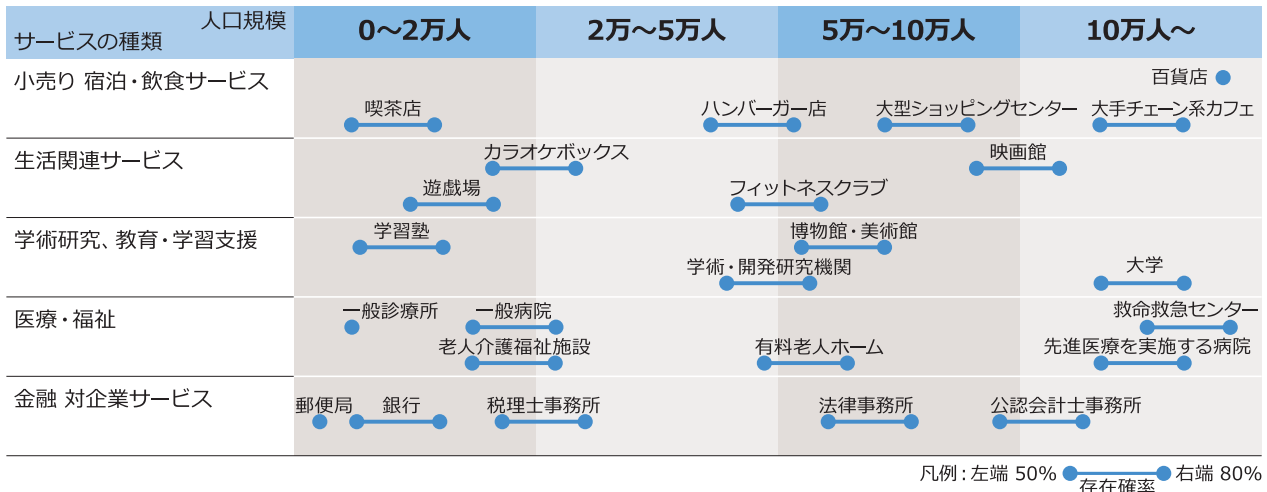 人口規模
サービスの種類
0～2万人
2万～5万人
5万～10万人
10万人～
小売り 宿泊・飲食サービス
百貨店
喫茶店
ハンバーガー店
大型ショッピングセンター
大手チェーン系カフェ
生活関連サービス
カラオケボックス
映画館
遊戯場
フィットネスクラブ
学術研究、教育・学習支援
学習塾
博物館・美術館
学術・開発研究機関
大学
医療・福祉
一般診療所
一般病院
救命救急センター
老人介護福祉施設
有料老人ホーム
先進医療を実施する病院
金融 対企業サービス
郵便局
銀行
税理士事務所
法律事務所
公認会計士事務所
凡例：左端 50%
右端 80%
存在確率